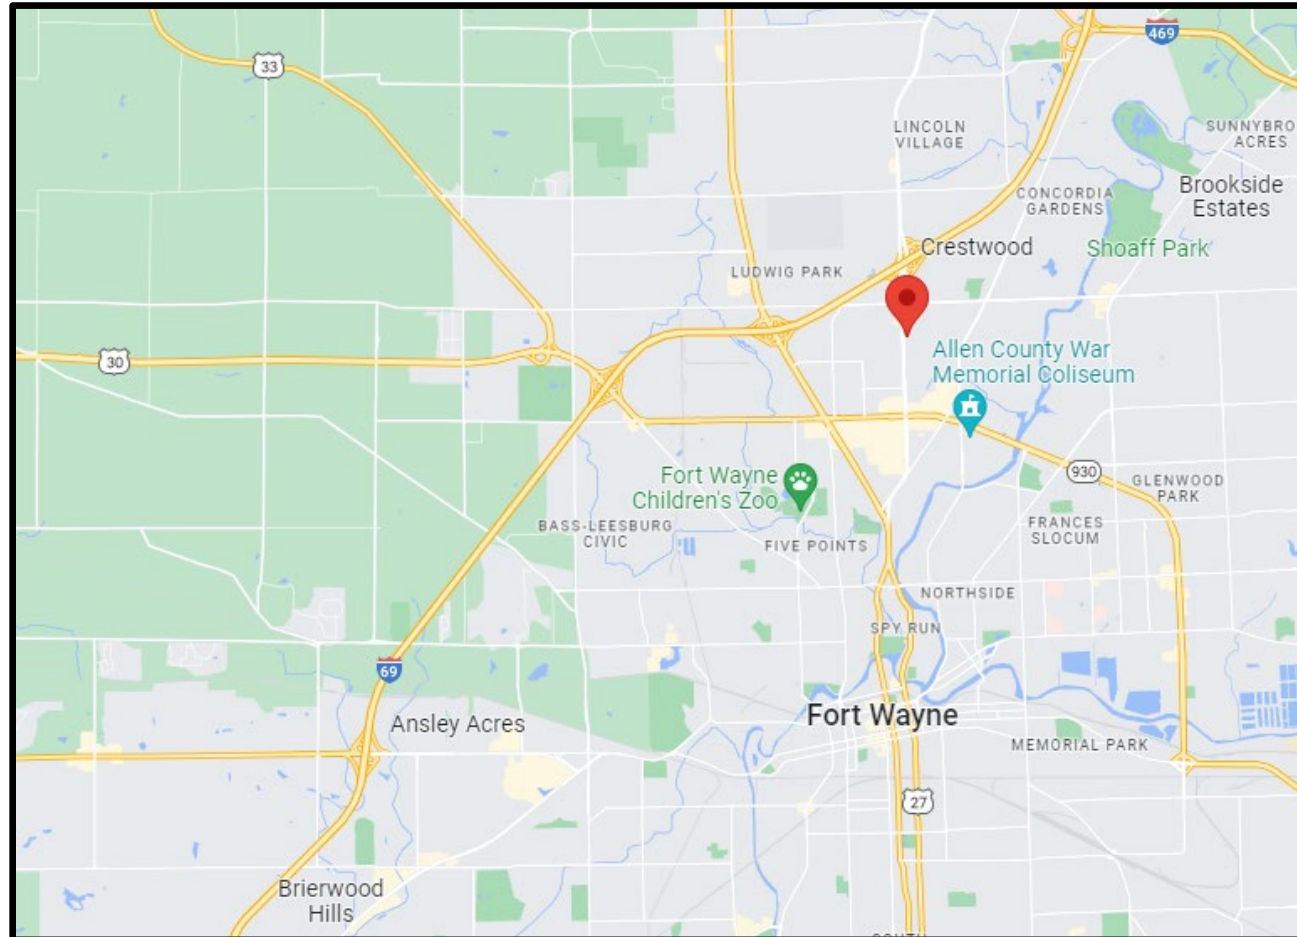 469
33
LINCOLN
VILLAGE
SUNNYBRO
ACRES
CONCORDIA
GARDENS
Brookside
Estates
Crestwood
Shoaff Park
LUDWIG PARK
30
Allen County War
Memorial Coliseum
930
Fort Wayne
Children's Zoo
GLENWOOD
PARK
BASS-LEESBURG
CIVIC
FRANCES
SLOCUM
FIVE POINTS
NORTHSIDE
SPY RUN
69
Ansley Acres
Fort Wayne
MEMORIAL PARK
27
Brierwood
Hills